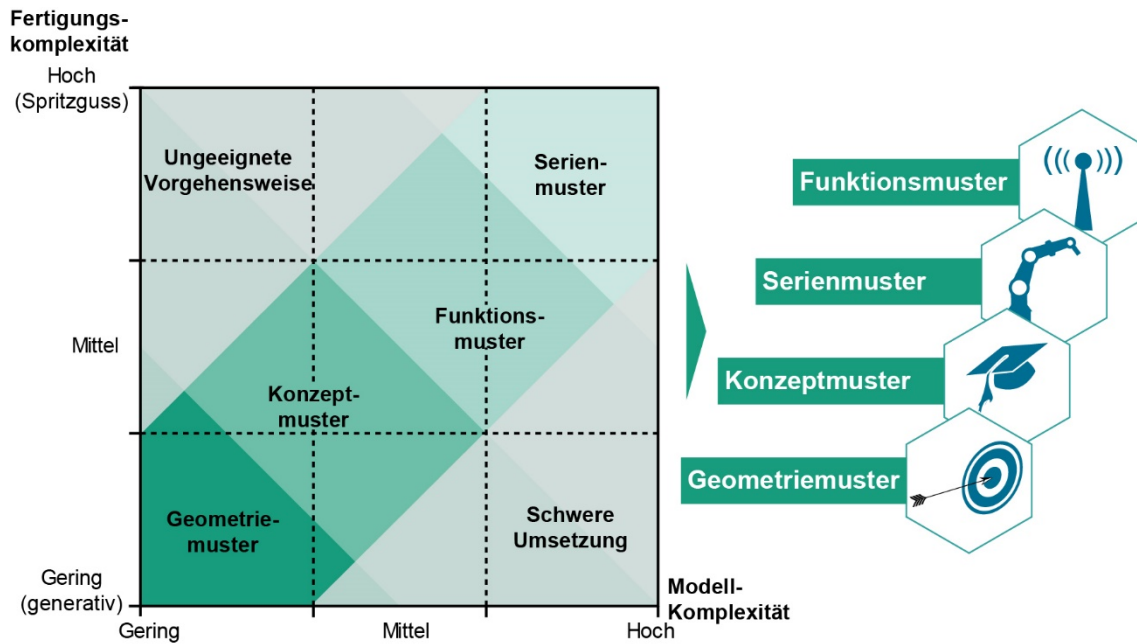 Fertigungs-
komplexität
Hoch
(Spritzguss)
Mittel
Gering
(generativ)
Ungeeignete
Vorgehensweise
Serien-
muster
Funktions-
muster
Konzept-
muster
Geometrie-
muster
Schwere
Umsetzung
Gering
Mittel
Hoch
Modell-
Komplexität
Funktionsmuster
Serienmuster
Konzeptmuster
Geometriemuster